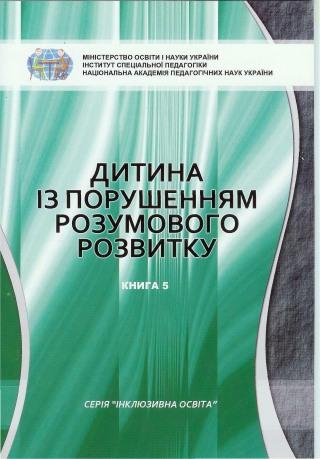 МІНІСТЕРСТВО ОСВІТИ І НАУКИ УКРАЇНИ
ІНСТИТУТ СПЕЦІАЛЬНОЇ ПЕДАГОГІКИ
НАЦІОНАЛЬНА АКАДЕМІЯ ПЕДАГОГІЧНИХ НАУК УКРАЇНИ
ДИТИНА
ІЗ ПОРУШЕННЯМ
РОЗУМОВОГО
РОЗВИТКУ
КНИГА 5
СЕРІЯ "ІНКЛЮЗИВНА ОСВІТА"